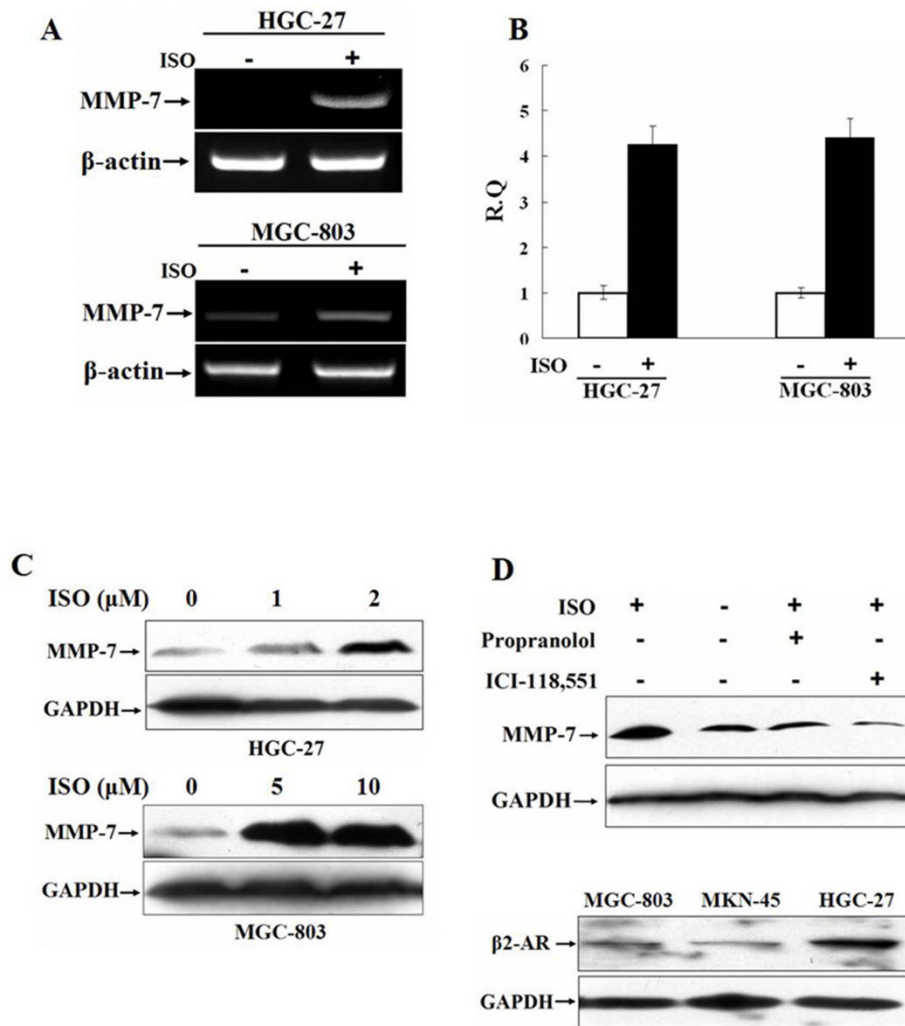 A
HGC-27
ISO - +
MMP-7→
β-actin→
MGC-803
ISO - +
MMP-7→
β-actin→
B
6
5
4
3
2
1
0
R.Q
ISO - + - +
HGC-27 MGC-803
C
ISO (μM) 0 1 2
MMP-7→
GAPDH→
HGC-27
ISO (μM) 0 5 10
MMP-7→
GAPDH→
MGC-803
D
ISO + - + +
Propranolol - - + -
ICI-118,551 - - - +
MMP-7→
GAPDH→
MGC-803 MKN-45 HGC-27
β2-AR→
GAPDH→